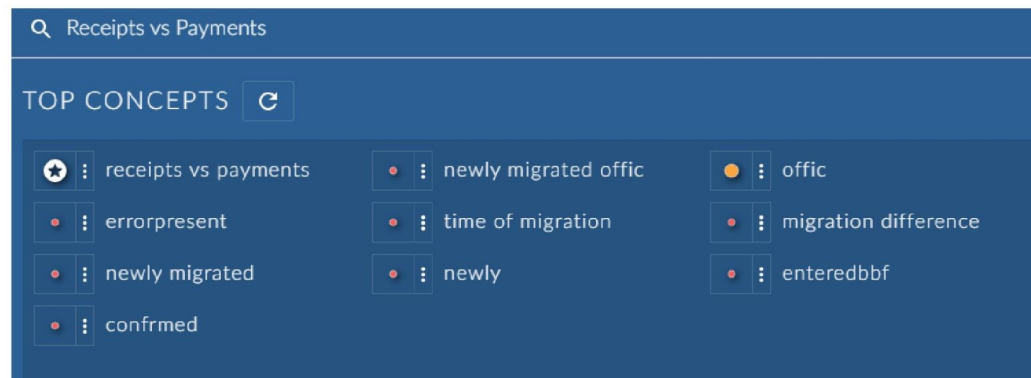 Receipts vs Payments
TOP CONCEPTS
receipts vs payments newly migrated offic offic
errorpresent time of migration migration difference
newly migrated newly enteredbbf
confrmed